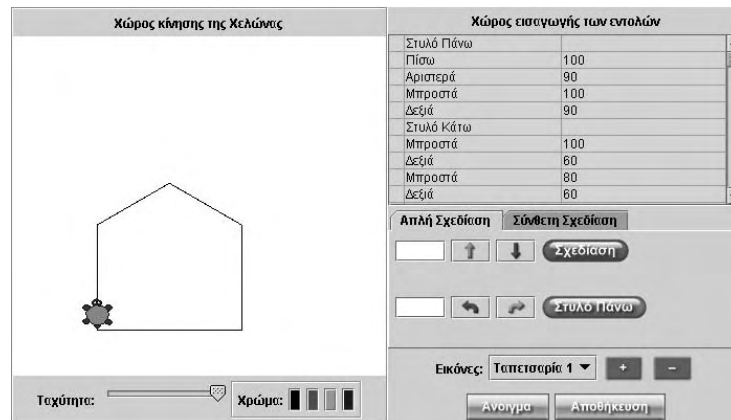 Χώρος κίνησης της Χελώνας
Ταχύτητα:
Χρώμα:
Χώρος εισαγωγής των εντολών
Στυλό Πάνω
Πίσω 100
Αριστερά 90
Μπροστά 100
Δεξιά 90
Στυλό Κάτω
Μπροστά 100
Δεξιά 60
Μπροστά 80
Δεξιά 60
Απλή Σχεδίαση Σύνθετη Σχεδίαση
Σχεδίαση
Στυλό Πάνω
Εικόνες: Ταπετσαρία 1 + -
Άνοιγμα Αποθήκευση